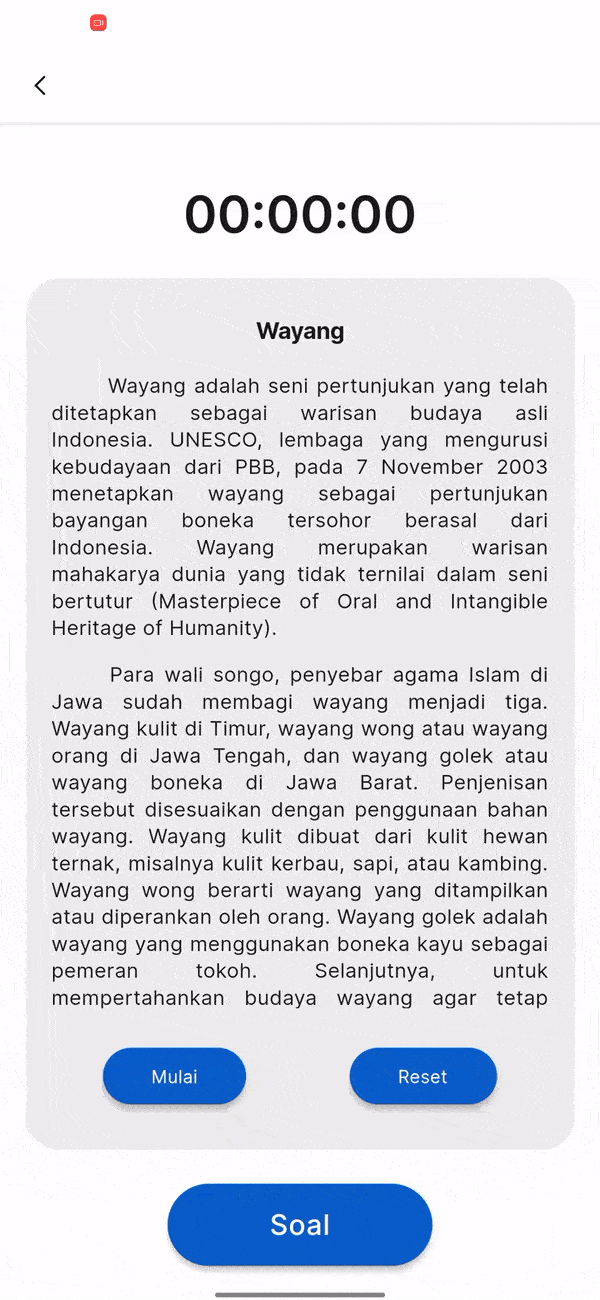 00:00:00
Wayang
Wayang adalah seni pertunjukan yang telah
ditetapkan sebagai warisan budaya asli
Indonesia. UNESCO, lembaga yang mengurusi
kebudayaan dari PBB, pada 7 November 2003
menetapkan wayang sebagai pertunjukan
bayangan boneka tersohor berasal dari
Indonesia. Wayang merupakan warisan
mahakarya dunia yang tidak ternilai dalam seni
bertutur (Masterpiece of Oral and Intangible
Heritage of Humanity).
Para wali songo, penyebar agama Islam di
Jawa sudah membagi wayang menjadi tiga.
Wayang kulit di Timur, wayang wong atau wayang
orang di Jawa Tengah, dan wayang golek atau
wayang boneka di Jawa Barat. Penjenisan
tersebut disesuaikan dengan penggunaan bahan
wayang. Wayang kulit dibuat dari kulit hewan
ternak, misalnya kulit kerbau, sapi, atau kambing.
Wayang wong berarti wayang yang ditampilkan
atau diperankan oleh orang. Wayang golek adalah
wayang yang menggunakan boneka kayu sebagai
pemeran tokoh. Selanjutnya, untuk
mempertahankan budaya wayang agar tetap
Mulai
Reset
Soal